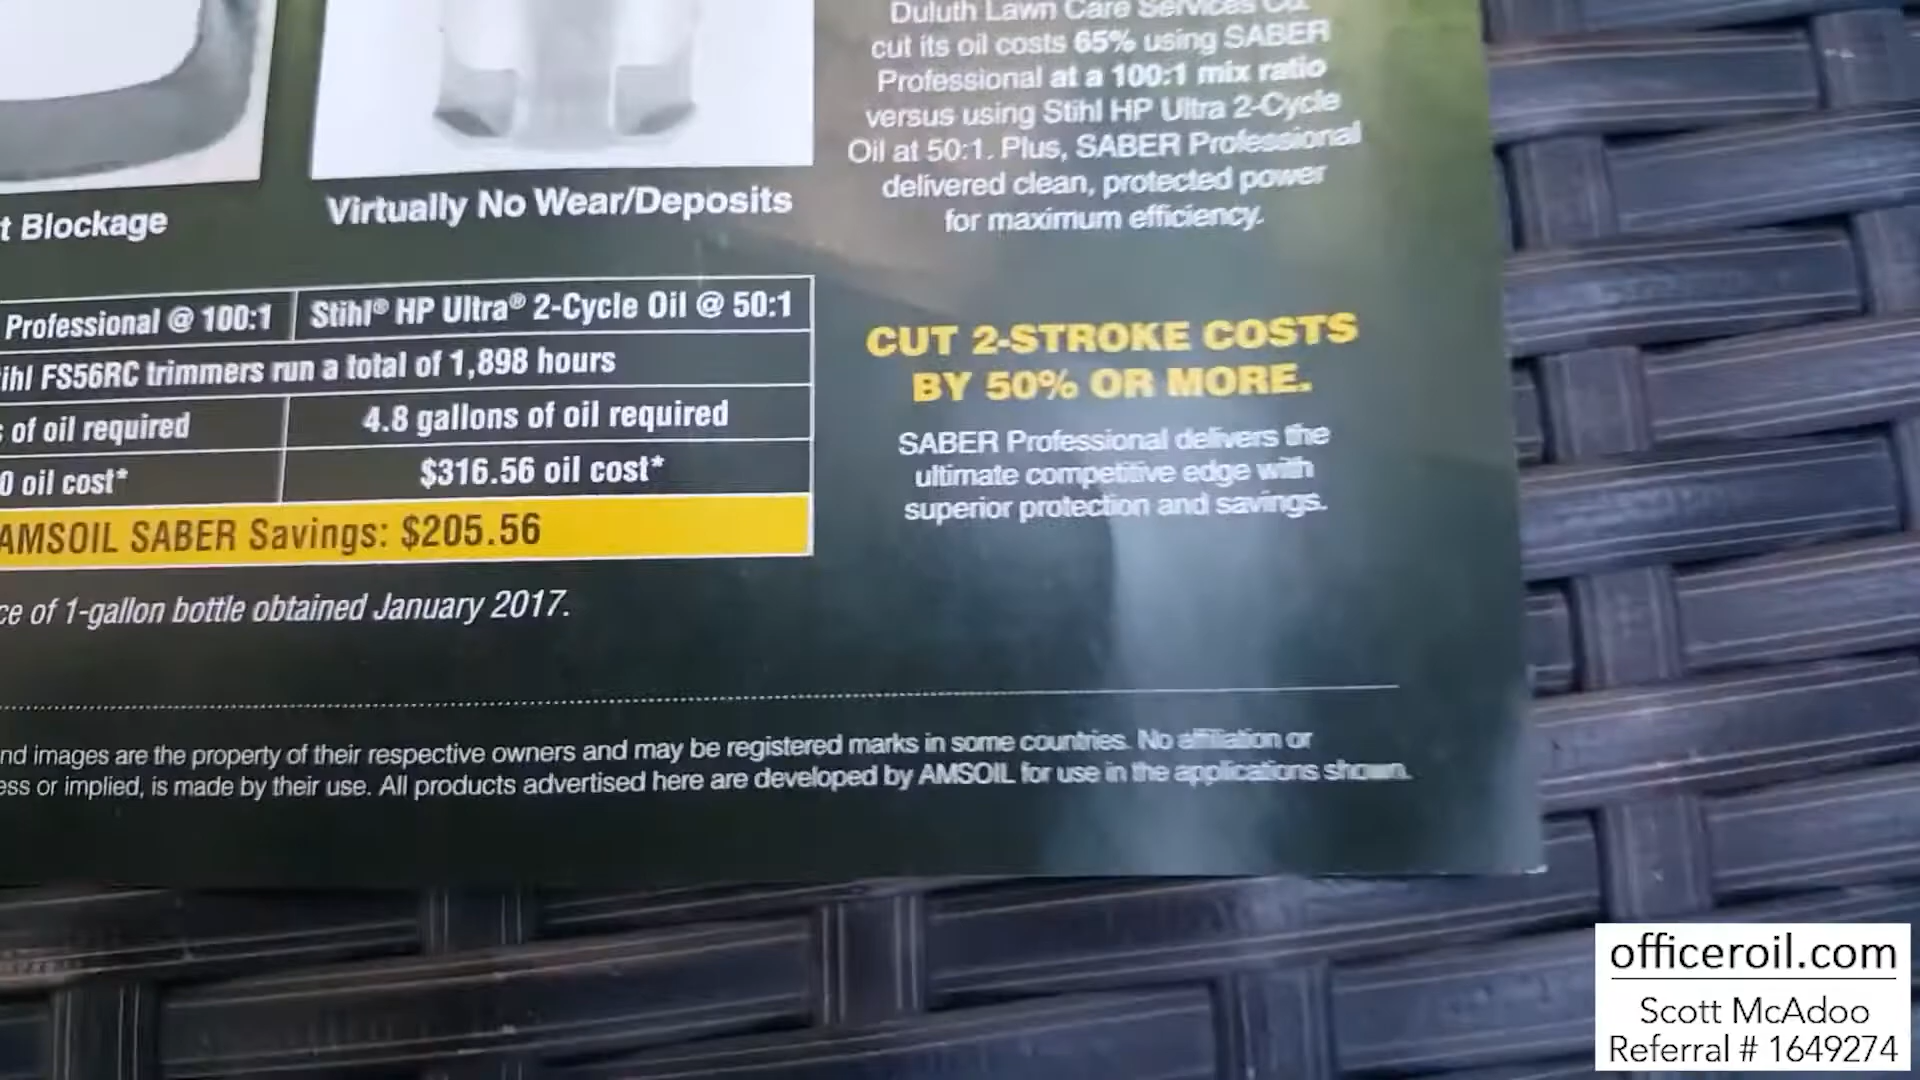 Duluth Lawn Care Services Co.
cut its oil costs 65% using SABER
Professional at a 100:1 mix ratio
versus using Stihl HP Ultra 2-Cycle
Oil at 50:1. Plus, SABER Professional
delivered clean, protected power
for maximum efficiency.
t Blockage
Virtually No Wear/Deposits
Professional @ 100:1
Stihl® HP Ultra® 2-Cycle Oil @ 50:1
ihl FS56RC trimmers run a total of 1,898 hours
of oil required
4.8 gallons of oil required
0 oil cost*
$316.56 oil cost*
AMSOIL SABER Savings: $205.56
ce of 1-gallon bottle obtained January 2017.
CUT 2-STROKE COSTS
BY 50% OR MORE.
SABER Professional delivers the
ultimate competitive edge with
superior protection and savings.
nd images are the property of their respective owners and may be registered marks in some countries. No affiliation or
ess or implied, is made by their use. All products advertised here are developed by AMSOIL for use in the applications shown.
officeroil.com
Scott McAdoo
Referral # 1649274